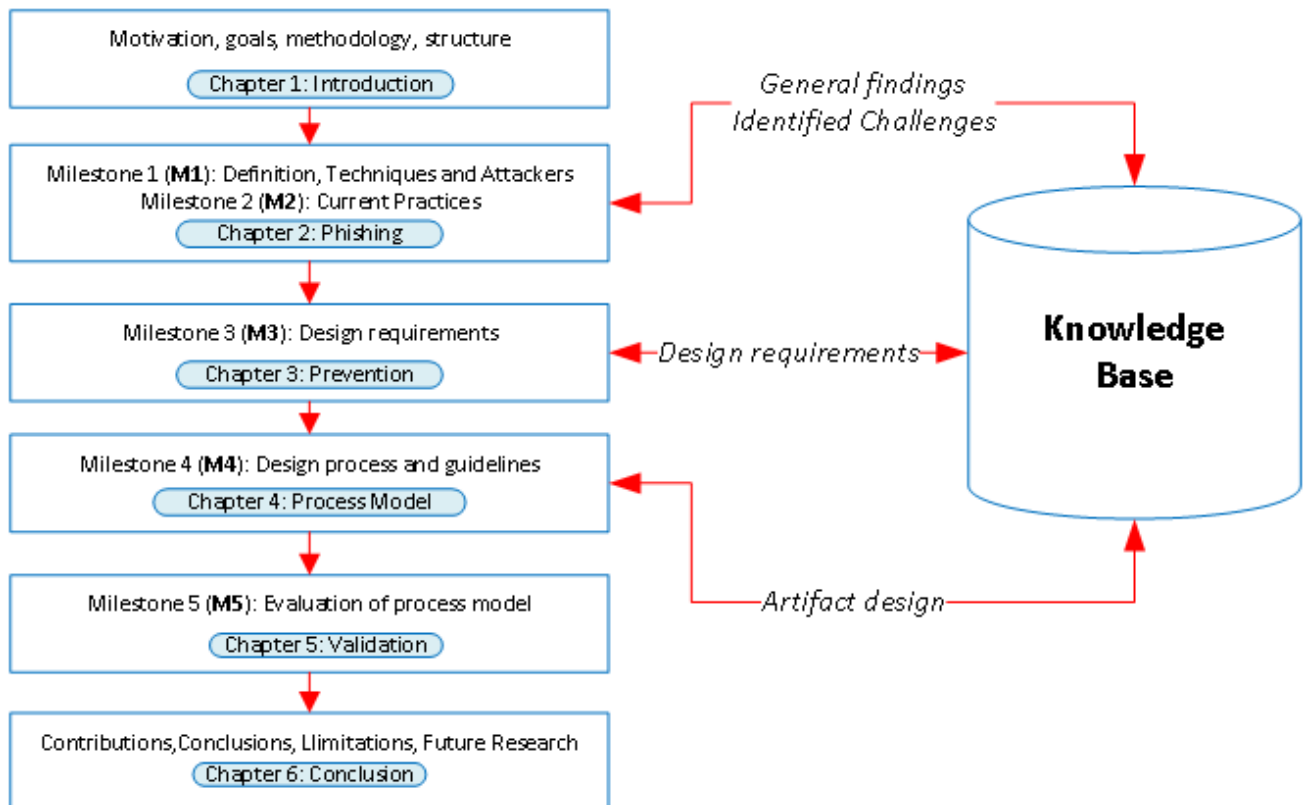 Motivation, goals, methodology, structure
Chapter 1: Introduction
Milestone 1 (M1): Definition, Techniques and Attackers
Milestone 2 (M2): Current Practices
Chapter 2: Phishing
Milestone 3 (M3): Design requirements
Chapter 3: Prevention
Milestone 4 (M4): Design process and guidelines
Chapter 4: Process Model
Milestone 5 (M5): Evaluation of process model
Chapter 5: Validation
Contributions,Conclusions, Llimitations, Future Research
Chapter 6: Conclusion
General findings
Identified Challenges
Design requirements
Artifact design
Knowledge
Base